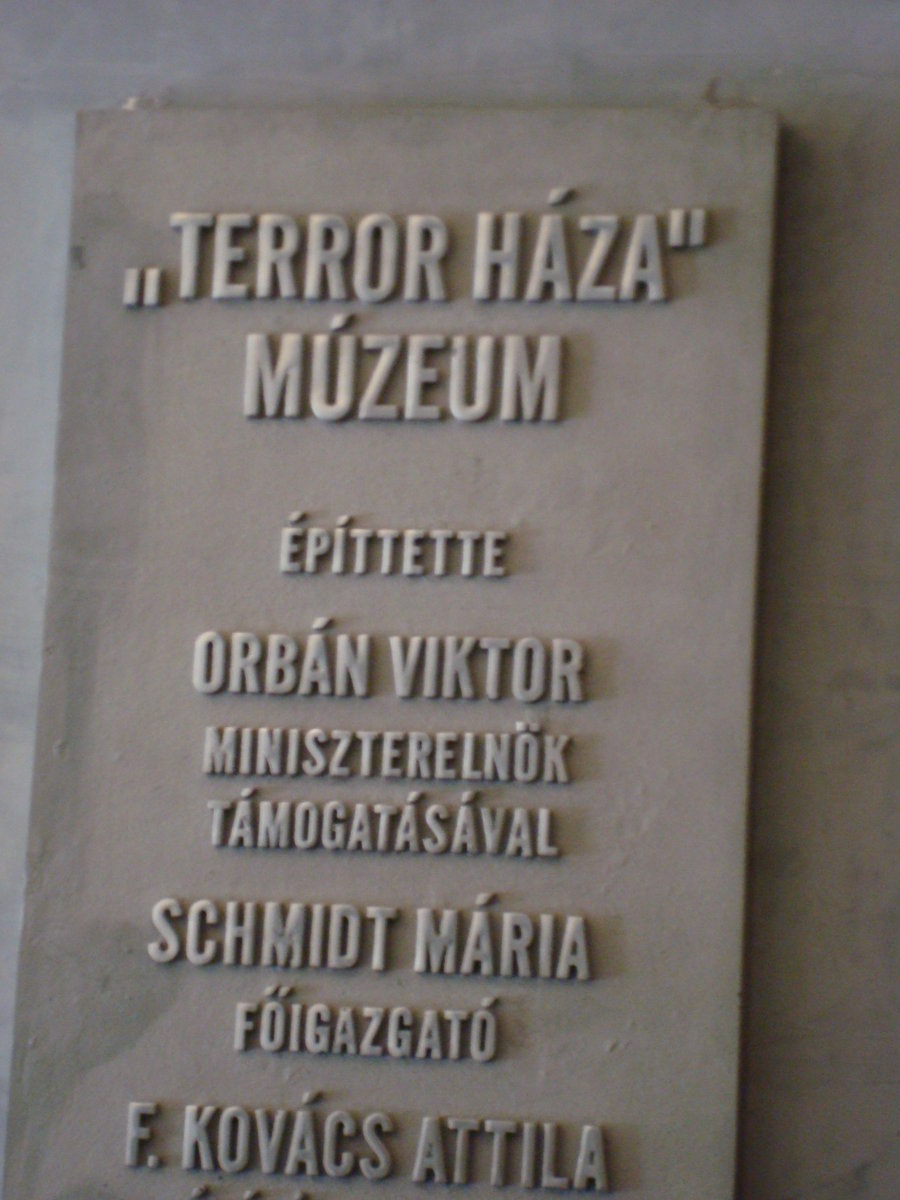 "TERROR HÁZA"
MÚZEUM
ÉPÍTTETTE
ORBÁN VIKTOR
MINISZTERELNÖK
TÁMOGATÁSÁVAL
SCHMIDT MÁRIA
FŐIGAZGATÓ
F. KOVÁCS ATTILA